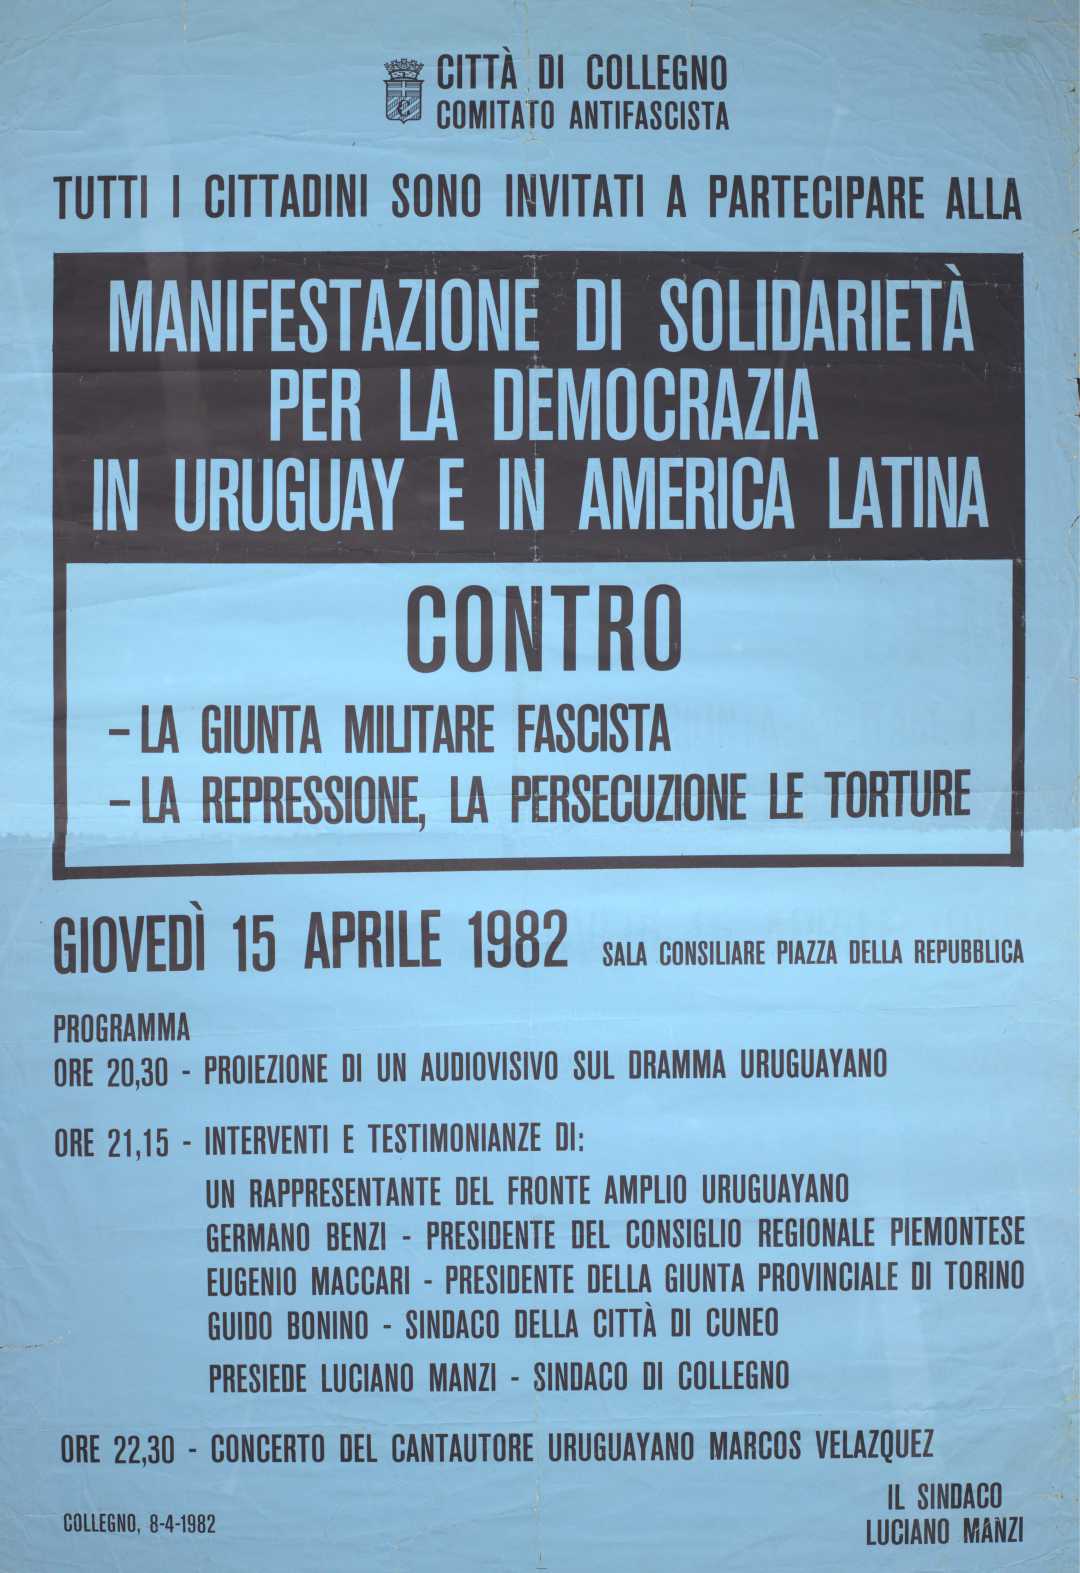 CITTÀ DI COLLEGNO
COMITATO ANTIFASCISTA
TUTTI I CITTADINI SONO INVITATI A PARTECIPARE ALLA
MANIFESTAZIONE DI SOLIDARIETÀ
PER LA DEMOCRAZIA
IN URUGUAY E IN AMERICA LATINA
CONTRO
- LA GIUNTA MILITARE FASCISTA
- LA REPRESSIONE, LA PERSECUZIONE LE TORTURE
GIOVEDÌ 15 APRILE 1982 SALA CONSILIARE PIAZZA DELLA REPUBBLICA
PROGRAMMA
ORE 20,30 - PROIEZIONE DI UN AUDIOVISIVO SUL DRAMMA URUGUAYANO
ORE 21,15 - INTERVENTI E TESTIMONIANZE DI:
UN RAPPRESENTANTE DEL FRONTE AMPLIO URUGUAYANO
GERMANO BENZI - PRESIDENTE DEL CONSIGLIO REGIONALE PIEMONTESE
EUGENIO MACCARI - PRESIDENTE DELLA GIUNTA PROVINCIALE DI TORINO
GUIDO BONINO - SINDACO DELLA CITTÀ DI CUNEO
PRESIEDE LUCIANO MANZI - SINDACO DI COLLEGNO
ORE 22,30 - CONCERTO DEL CANTAUTORE URUGUAYANO MARCOS VELAZQUEZ
IL SINDACO
COLLEGNO, 8-4-1982 LUCIANO MANZI